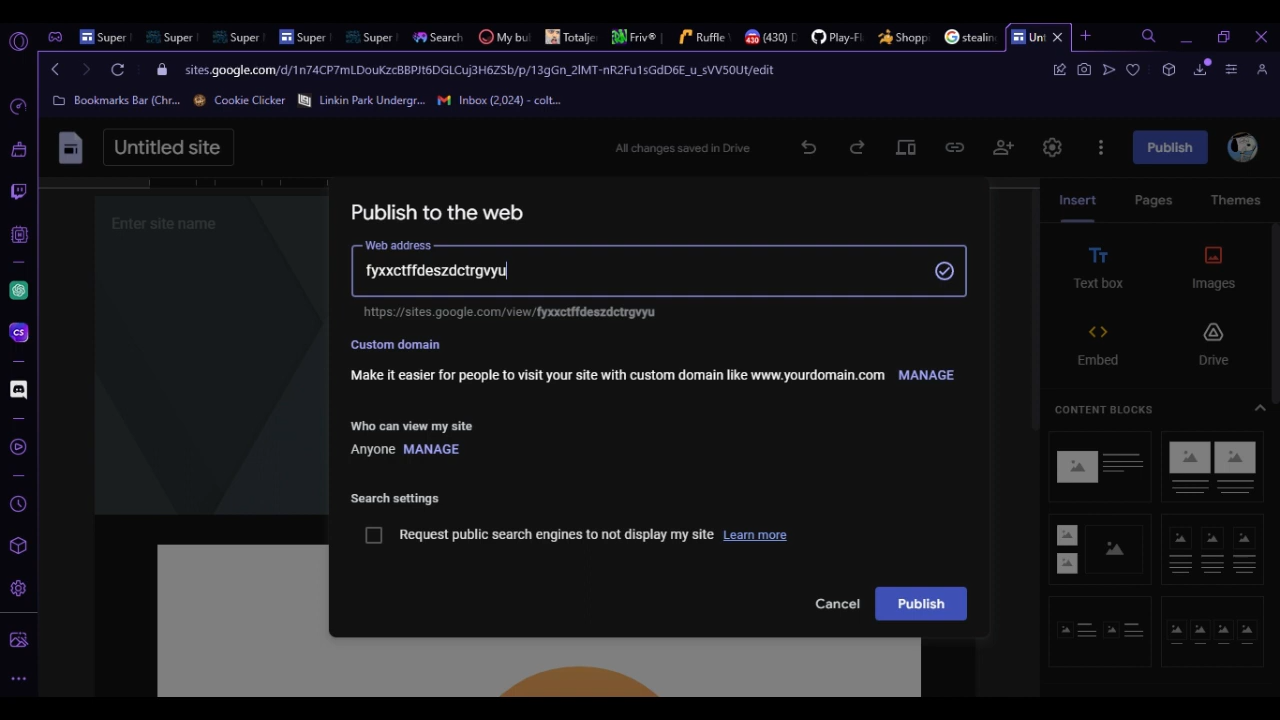 Super
Super
Super
Super
Super
Search
My bu
Totalje
Friv®
Ruffle
(430) D
Play-Fl
Shoppi
stealin
Unt
sites.google.com/d/1n74CP7mLDouKzcBBPJt6DGLCuj3H6ZSb/p/13gGn_2lMT-nR2Fu1sGdD6E_u_sVV50Ut/edit
Bookmarks Bar (Chr...
Cookie Clicker
Linkin Park Undergr...
Inbox (2,024) - colt...
Untitled site
All changes saved in Drive
Publish
Insert
Pages
Themes
Enter site name
Publish to the web
Web address
fyxxctffdeszdctrgvyu
https://sites.google.com/view/fyxxctffdeszdctrgvyu
Custom domain
Make it easier for people to visit your site with custom domain like www.yourdomain.com MANAGE
Who can view my site
Anyone MANAGE
Search settings
Request public search engines to not display my site Learn more
Cancel
Publish
Text box
Images
Embed
Drive
CONTENT BLOCKS
CS